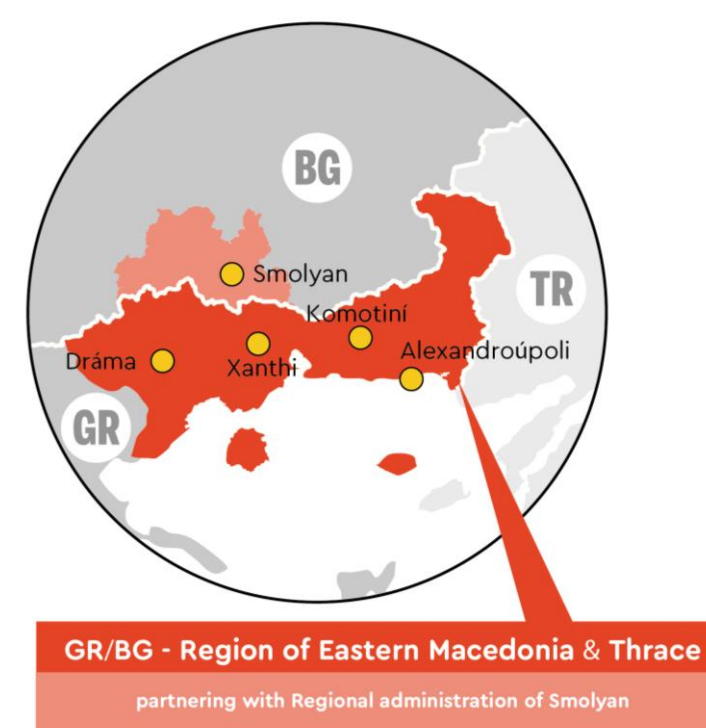 BG
Smolyan
TR
Komotiní
Alexandroúpoli
Dráma
Xanthi
GR
GR/BG - Region of Eastern Macedonia & Thrace
partnering with Regional administration of Smolyan